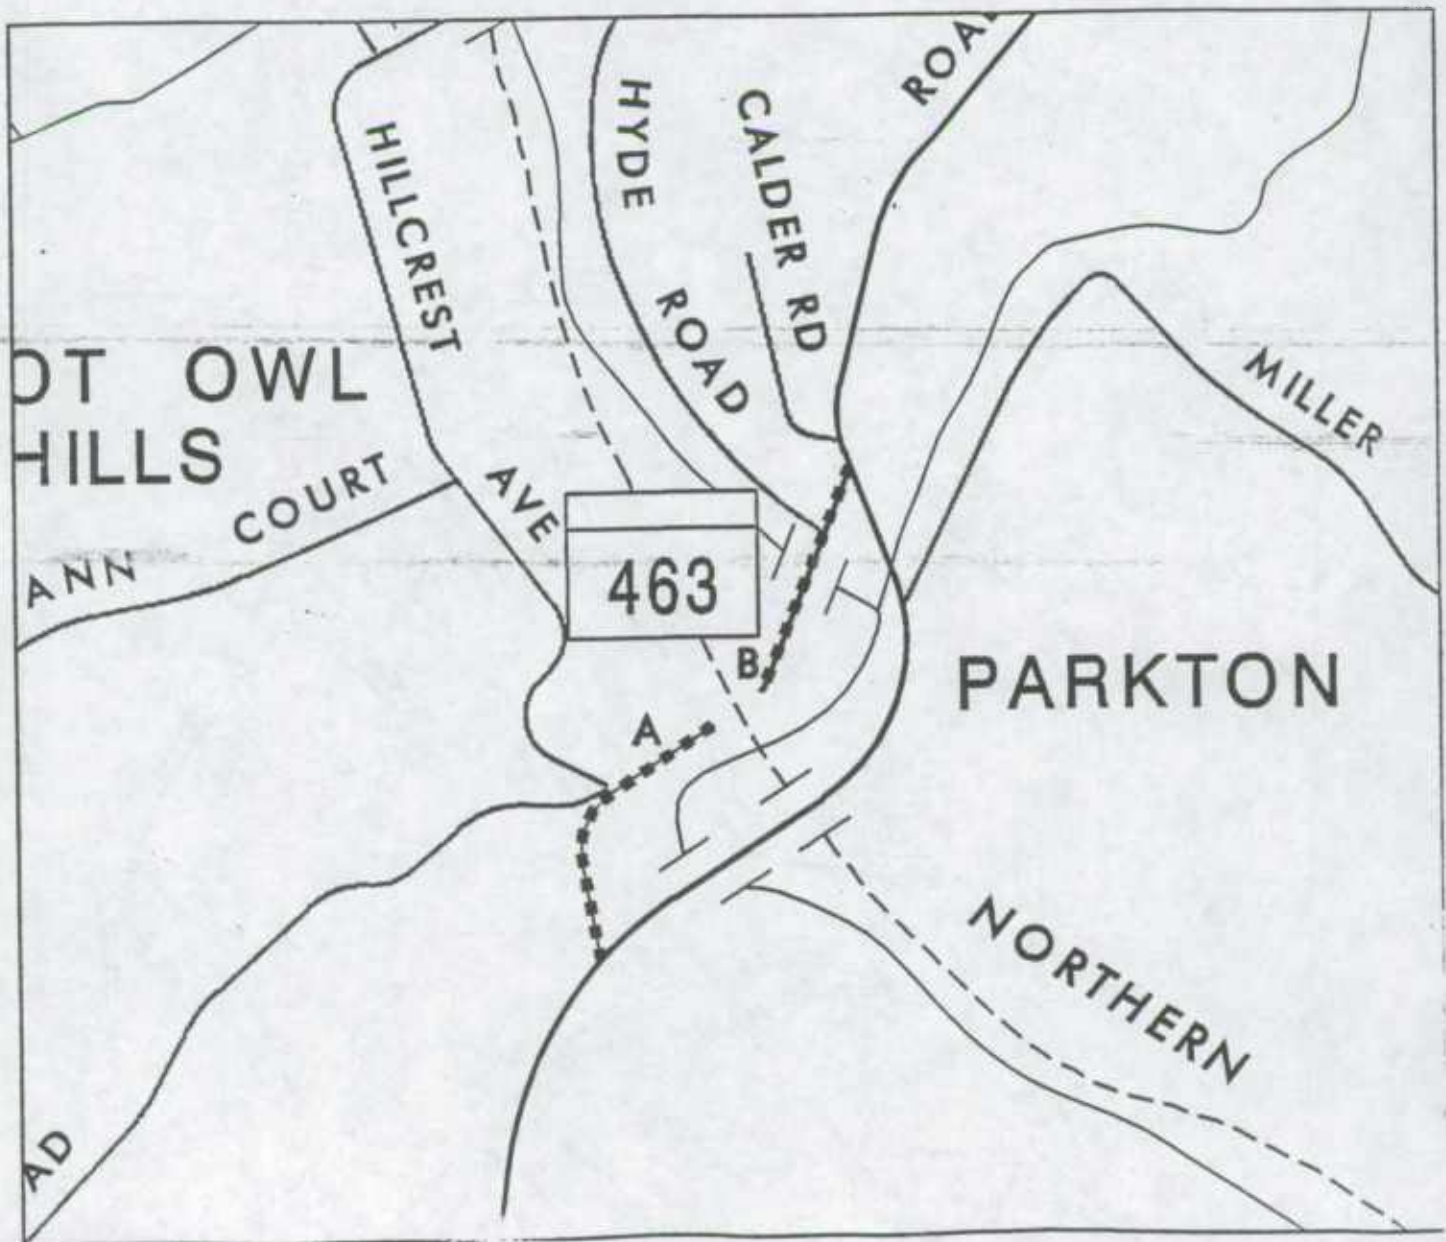 HYDE
ROAD
CALDER RD
ROAD
HILLCREST
AVE
OT OWL
HILLS
ANN COURT
463
MILLER
B
A
PARKTON
NORTHERN
AD